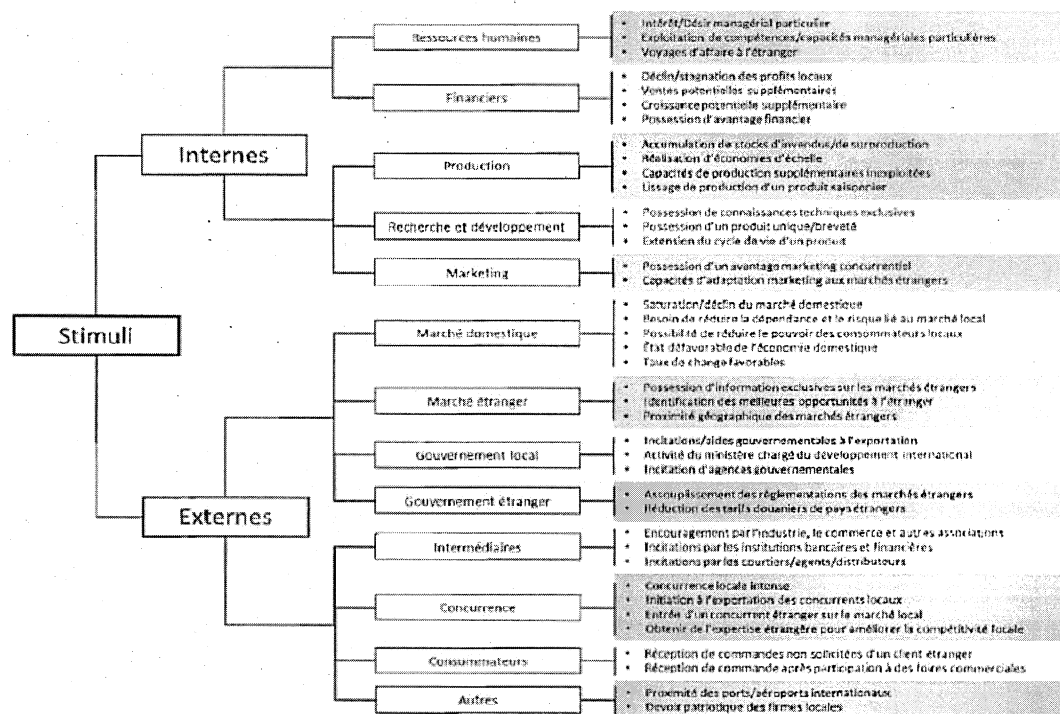 Stimuli
Internes
Ressources humaines
• Intérêt/Désir managérial particulier
• Exploitation de compétences/capacités managériales particulières
• Voyages d'affaire à l'étranger
Financiers
• Déclin/stagnation des profits locaux
• Ventes potentielles supplémentaires
• Croissance potentielle supplémentaire
• Possession d'avantage financier
Production
• Accumulation de stocks d'invendus/de surproduction
• Réalisation d'économies d'échelle
• Capacités de production supplémentaires inexploitées
• Lissage de production d'un produit saisonnier
Recherche et développement
• Possession de connaissances techniques exclusives
• Possession d'un produit unique/breveté
• Extension du cycle de vie d'un produit
Marketing
• Possession d'un avantage marketing concurrentiel
• Capacités d'adaptation marketing aux marchés étrangers
Externes
Marché domestique
• Saturation/déclin du marché domestique
• Besoin de réduire la dépendance et le risque lié au marché local
• Possibilité de réduire le pouvoir des consommateurs locaux
• État défavorable de l'économie domestique
• Taux de change favorables
Marché étranger
• Possession d'information exclusives sur les marchés étrangers
• Identification des meilleures opportunités à l'étranger
• Proximité géographique des marchés étrangers
Gouvernement local
• Incitations/aides gouvernementales à l'exportation
• Activité du ministère chargé du développement international
• Incitation d'agences gouvernementales
Gouvernement étranger
• Assouplissement des réglementations des marchés étrangers
• Réduction des tarifs douaniers de pays étrangers
Intermédiaires
• Encouragement par l'industrie, le commerce et autres associations
• Incitations par les institutions bancaires et financières
• Incitations par les courtiers/agents/distributeurs
Concurrence
• Concurrence locale intense
• Initiation à l'exportation des concurrents locaux
• Entrée d'un concurrent étranger sur le marché local
• Obtenir de l'expertise étrangère pour améliorer la compétitivité locale
Consommateurs
• Réception de commandes non sollicitées d'un client étranger
• Réception de commande après participation à des foires commerciales
Autres
• Proximité des ports/aéroports internationaux
• Devoir patriotique des firmes locales